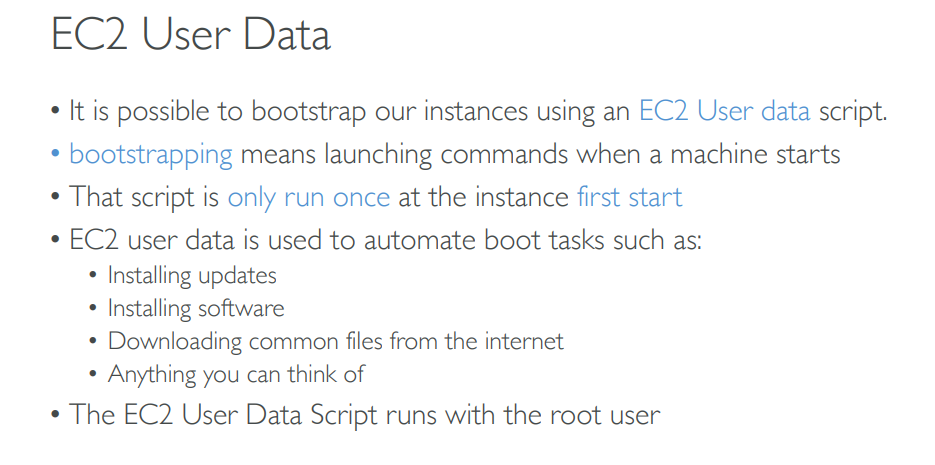 EC2 User Data
• It is possible to bootstrap our instances using an EC2 User data script.
• bootstrapping means launching commands when a machine starts
• That script is only run once at the instance first start
• EC2 user data is used to automate boot tasks such as:
• Installing updates
• Installing software
• Downloading common files from the internet
• Anything you can think of
• The EC2 User Data Script runs with the root user